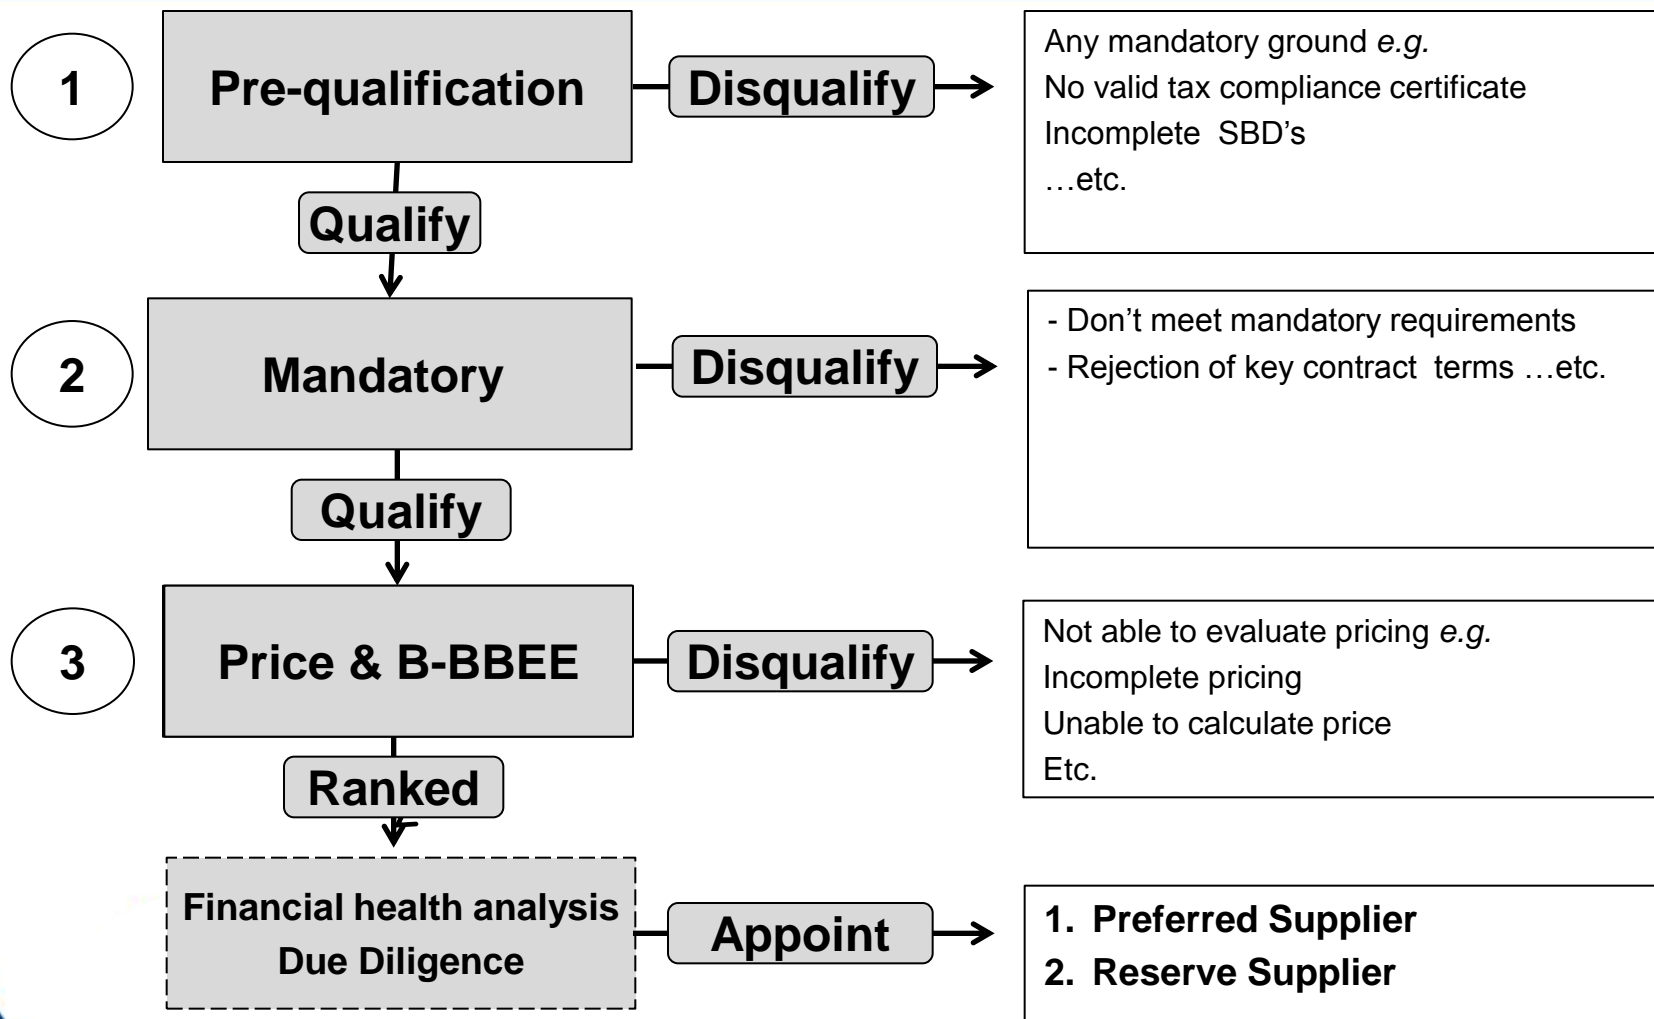 1
Pre-qualification
Disqualify
Any mandatory ground e.g.
No valid tax compliance certificate
Incomplete SBD’s
…etc.
Qualify
2
Mandatory
Disqualify
- Don’t meet mandatory requirements
- Rejection of key contract terms …etc.
Qualify
3
Price & B-BBEE
Disqualify
Not able to evaluate pricing e.g.
Incomplete pricing
Unable to calculate price
Etc.
Ranked
Financial health analysis
Due Diligence
Appoint
1. Preferred Supplier
2. Reserve Supplier